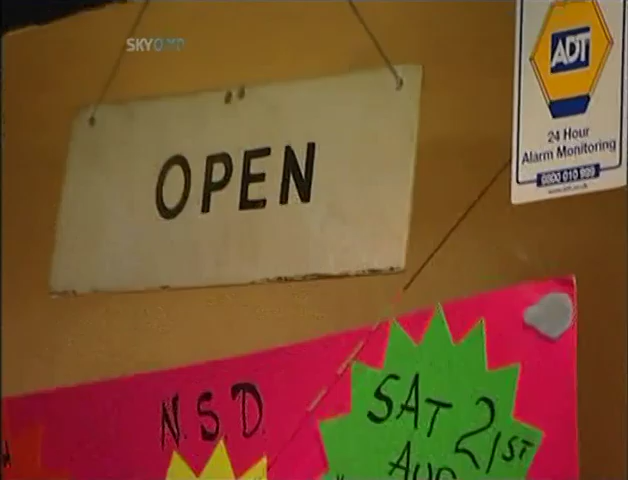 SKY
OPEN
ADT
24 Hour
Alarm Monitoring
0800 010 999
N.S.D.
SAT 21ST
AUG